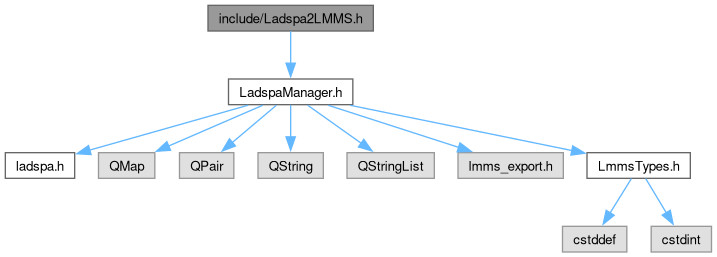 include/Ladspa2LMMS.h
LadspaManager.h
ladspa.h
QMap
QPair
QString
QStringList
lmms_export.h
LmmsTypes.h
cstddef
cstdint